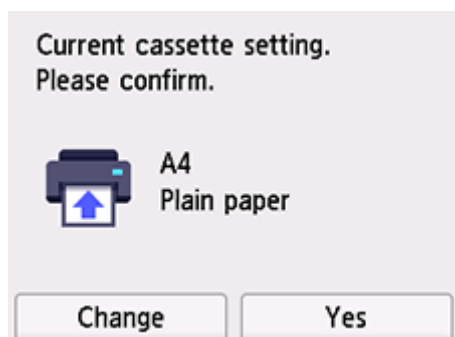 Current cassette setting.
Please confirm.
A4
Plain paper
Change
Yes